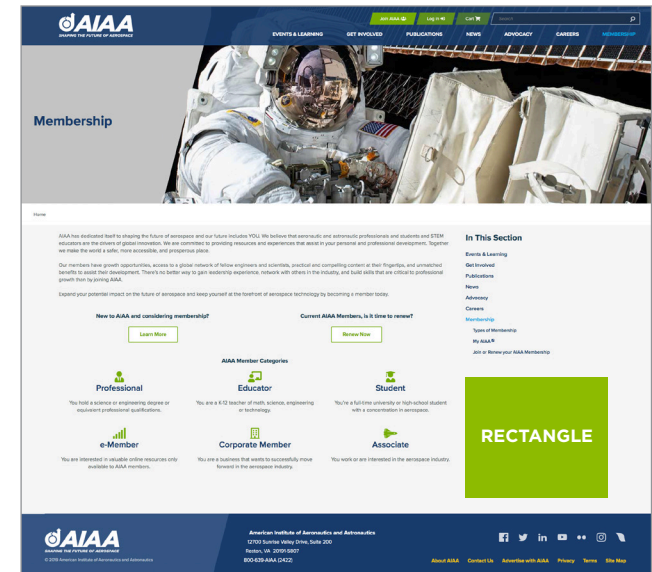 AIAA
SHAPING THE FUTURE OF AEROSPACE
Join AIAA
Log in
Cart
Search
EVENTS & LEARNING
GET INVOLVED
PUBLICATIONS
NEWS
ADVOCACY
CAREERS
MEMBERSHIP
Membership
Home
AIAA has dedicated itself to shaping the future of aerospace and our future includes YOU. We believe that aeronautic and astronautic professionals and students and STEM
educators are the drivers of global innovation. We are committed to providing resources and experiences that assist in your personal and professional development. Together
we make the world a safer, more accessible, and prosperous place.
Our members have growth opportunities, access to a global network of fellow engineers and scientists, practical and compelling content at their fingertips, and unmatched
benefits to assist their development. There's no better way to gain leadership experience, network with others in the industry, and build skills that are critical to professional
growth than by joining AIAA.
Expand your potential impact on the future of aerospace and keep yourself at the forefront of aerospace technology by becoming a member today.
New to AIAA and considering membership?
Learn More
Current AIAA Members, is it time to renew?
Renew Now
AIAA Member Categories
Professional
You hold a science or engineering degree or
equivalent professional qualifications.
Educator
You are a K-12 teacher of math, science, engineering
or technology.
Student
You're a full-time university or high-school student
with a concentration in aerospace.
e-Member
You are interested in valuable online resources only
available to AIAA members.
Corporate Member
You are a business that wants to successfully move
forward in the aerospace industry.
Associate
You work or are interested in the aerospace industry.
In This Section
Events & Learning
Get Involved
Publications
News
Advocacy
Careers
Membership
Types of Membership
My AIAA
Join or Renew your AIAA Membership
RECTANGLE
AIAA
SHAPING THE FUTURE OF AEROSPACE
© 2019 American Institute of Aeronautics and Astronautics
American Institute of Aeronautics and Astronautics
12700 Sunrise Valley Drive, Suite 200
Reston, VA 20191-5807
800-639-AIAA (2422)
About AIAA
Contact Us
Advertise with AIAA
Privacy
Terms
Site Map